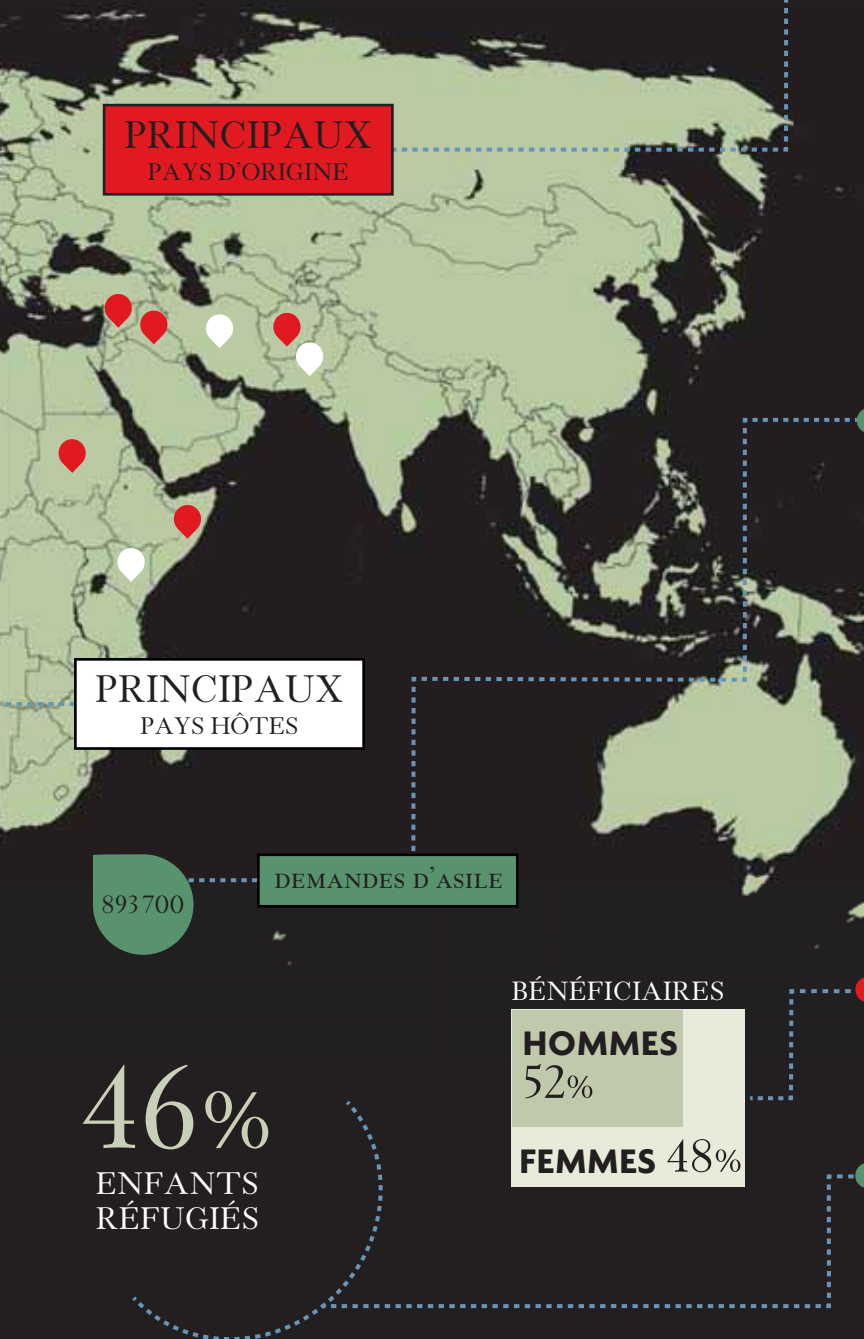 PRINCIPAUX
PAYS D'ORIGINE
PRINCIPAUX
PAYS HÔTES
893 700
DEMANDES D'ASILE
BÉNÉFICIAIRES
HOMMES
52%
FEMMES 48%
46%
ENFANTS
RÉFUGIÉS